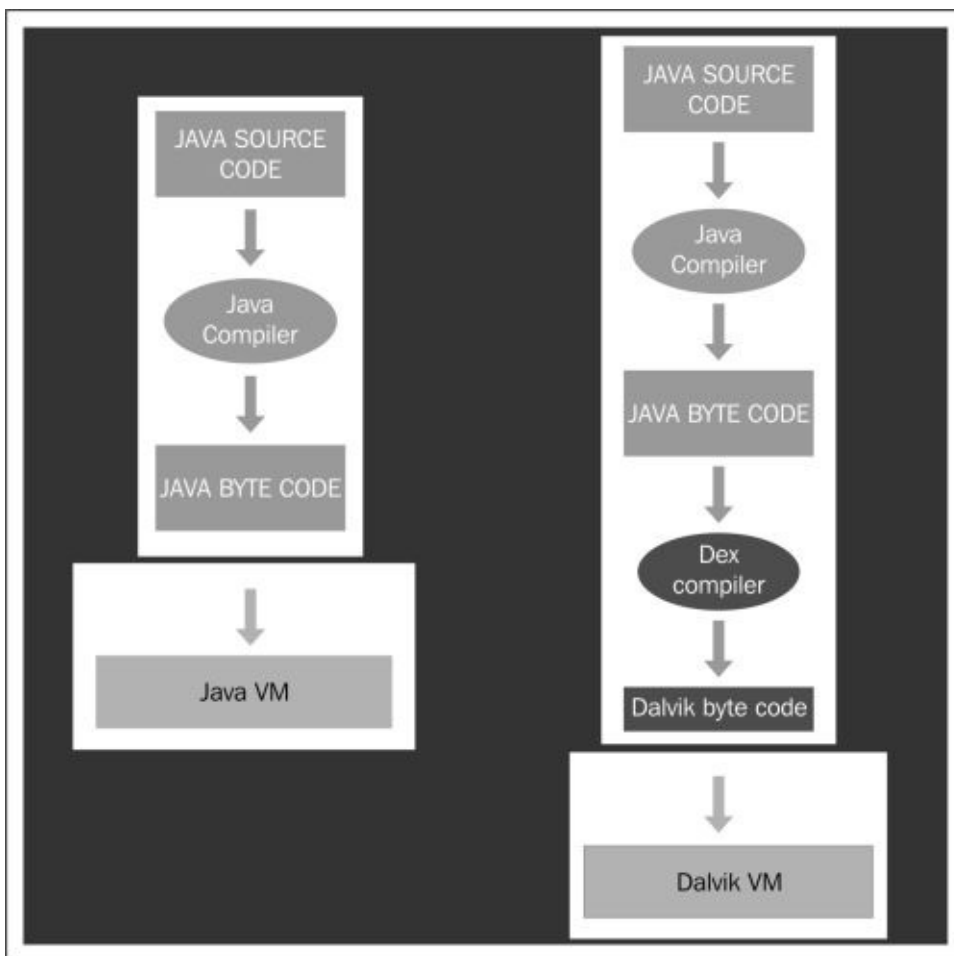 JAVA SOURCE
CODE
Java
Compiler
JAVA BYTE CODE
Java VM
JAVA SOURCE
CODE
Java
Compiler
JAVA BYTE CODE
Dex
compiler
Dalvik byte code
Dalvik VM